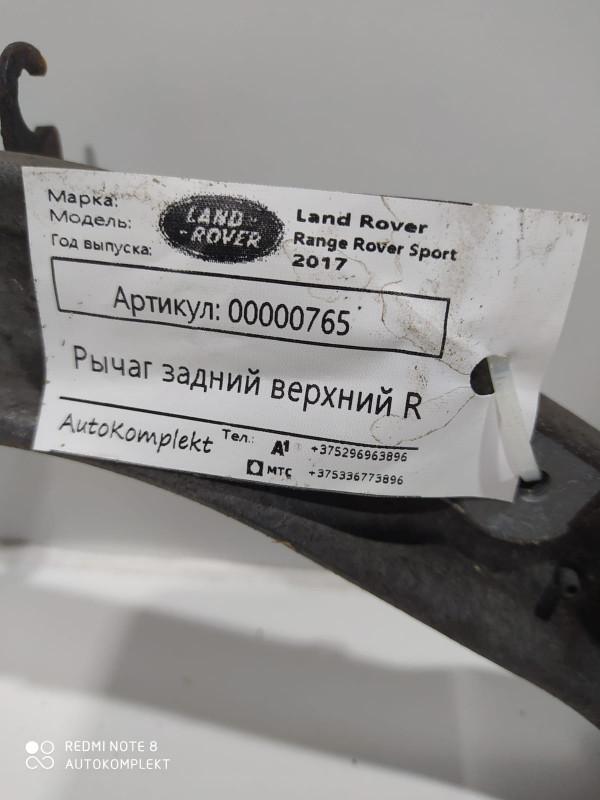 Марка:
Модель:
Год выпуска:
LAND-
-ROVER
Land Rover
Range Rover Sport
2017
Артикул: 00000765
Рычаг задний верхний R
AutoKomplekt
Тел.:
A1 +375296963896
МТС +375336773896
REDMI NOTE 8
AUTOKOMPLEKT